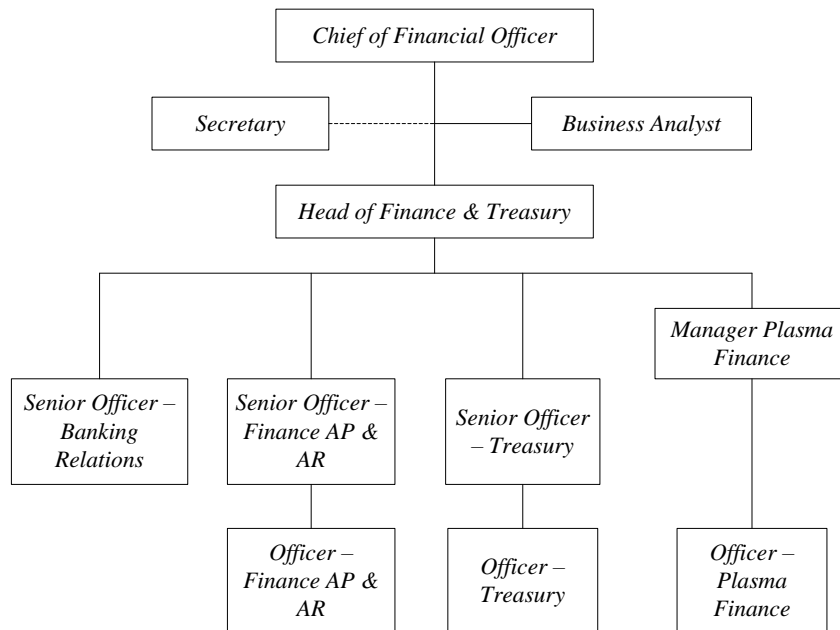 Chief of Financial Officer
Secretary
Business Analyst
Head of Finance & Treasury
Manager Plasma
Finance
Senior Officer –
Banking
Relations
Senior Officer –
Finance AP &
AR
Senior Officer
– Treasury
Officer –
Finance AP &
AR
Officer –
Treasury
Officer –
Plasma
Finance